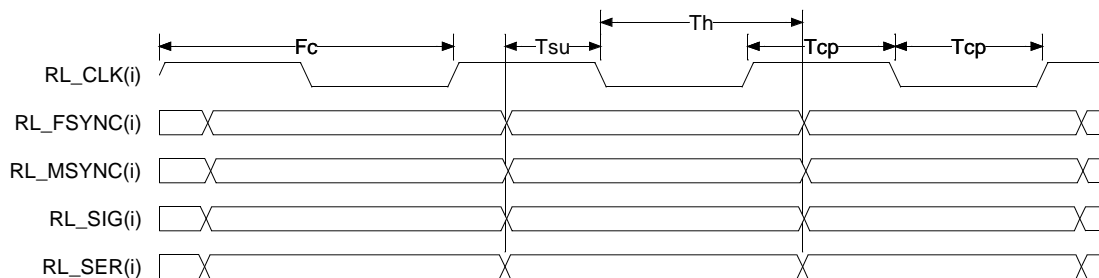 Th
Fc
Tsu
Tcp
Tcp
RL_CLK(i)
RL_FSYNC(i)
RL_MSYNC(i)
RL_SIG(i)
RL_SER(i)